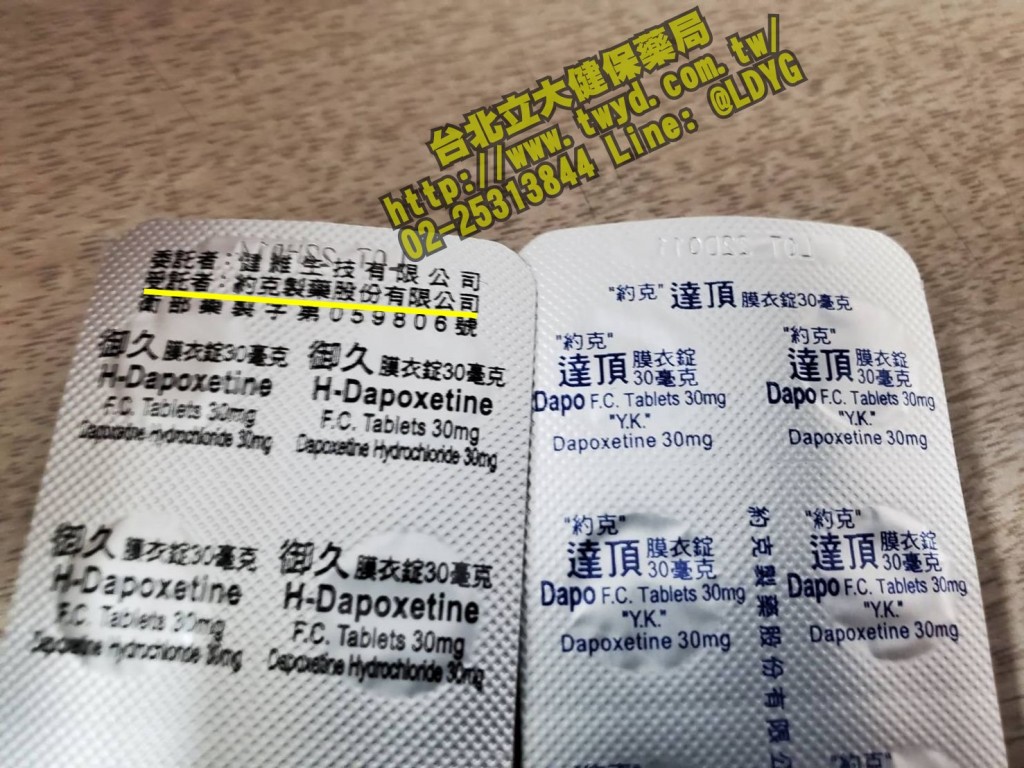 台北立大健保藥局
http://www.twyd.com.tw/
02-25313844 Line: @LDYG
委託者：健維生技有限公司
受託者：約克製藥股份有限公司
衛部藥製字第059806號
御久 膜衣錠30毫克
H-Dapoxetine
F.C. Tablets 30mg
Dapoxetine Hydrochloride 30mg
御久 膜衣錠30毫克
H-Dapoxetine
F.C. Tablets 30mg
Dapoxetine Hydrochloride 30mg
御久 膜衣錠30毫克
H-Dapoxetine
F.C. Tablets 30mg
Dapoxetine Hydrochloride 30mg
御久 膜衣錠30毫克
H-Dapoxetine
F.C. Tablets 30mg
Dapoxetine Hydrochloride 30mg
LOT 22D011
"約克" 達頂 膜衣錠30毫克
"約克"
達頂 膜衣錠
30毫克
Dapo F.C. Tablets 30mg
"Y.K."
Dapoxetine 30mg
"約克"
達頂 膜衣錠
30毫克
Dapo F.C. Tablets 30mg
"Y.K."
Dapoxetine 30mg
"約克"
達頂 膜衣錠
30毫克
Dapo F.C. Tablets 30mg
"Y.K."
Dapoxetine 30mg
"約克"
達頂 膜衣錠
30毫克
Dapo F.C. Tablets 30mg
"Y.K."
Dapoxetine 30mg
約克製藥股份有限公
"約克"